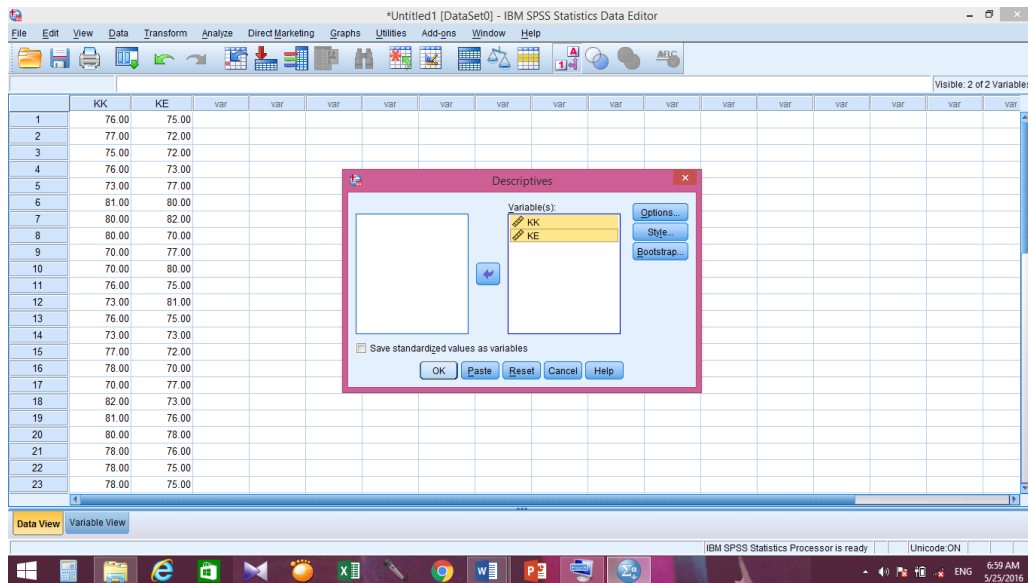 *Untitled1 [DataSet0] - IBM SPSS Statistics Data Editor
File Edit View Data Transform Analyze Direct Marketing Graphs Utilities Add-ons Window Help
Visible: 2 of 2 Variables
KK KE var var var var var var var var var var var var var var var
1 76.00 75.00
2 77.00 72.00
3 75.00 72.00
4 76.00 73.00
5 73.00 77.00
6 81.00 80.00
7 80.00 82.00
8 80.00 70.00
9 70.00 77.00
10 70.00 80.00
11 76.00 75.00
12 73.00 81.00
13 76.00 75.00
14 73.00 73.00
15 77.00 72.00
16 78.00 70.00
17 70.00 77.00
18 82.00 73.00
19 81.00 76.00
20 80.00 78.00
21 78.00 76.00
22 78.00 75.00
23 78.00 75.00
Descriptives
Variable(s):
KK
KE
Options...
Style...
Bootstrap...
Save standardized values as variables
OK Paste Reset Cancel Help
Data View Variable View
IBM SPSS Statistics Processor is ready Unicode:ON
ENG 6:59 AM
5/25/2016